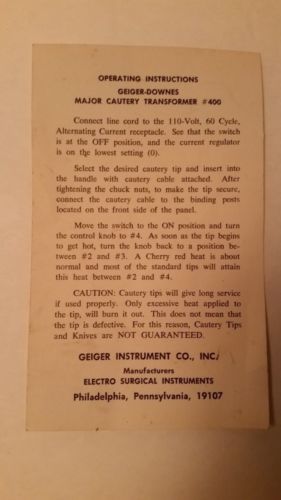 OPERATING INSTRUCTIONS
GEIGER-DOWNES
MAJOR CAUTERY TRANSFORMER #400
Connect line cord to the 110-Volt, 60 Cycle,
Alternating Current receptacle. See that the switch
is at the OFF position, and the current regulator
is on the lowest setting (0).
Select the desired cautery tip and insert into
the handle with cautery cable attached. After
tightening the chuck nuts, to make the tip secure,
connect the cautery cable to the binding posts
located on the front side of the panel.
Move the switch to the ON position and turn
the control knob to #4. As soon as the tip begins
to get hot, turn the knob back to a position be-
tween #2 and #3. A Cherry red heat is about
normal and most of the standard tips will attain
this heat between #2 and #4.
CAUTION: Cautery tips will give long service
if used properly. Only excessive heat applied to
the tip, will burn it out. This does not mean that
the tip is defective. For this reason, Cautery Tips
and Knives are NOT GUARANTEED.
GEIGER INSTRUMENT CO., INC.
Manufacturers
ELECTRO SURGICAL INSTRUMENTS
Philadelphia, Pennsylvania, 19107